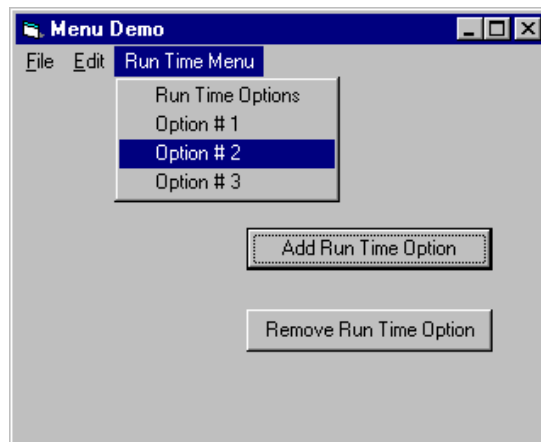 Menu Demo
File Edit Run Time Menu
Run Time Options
Option # 1
Option # 2
Option # 3
Add Run Time Option
Remove Run Time Option